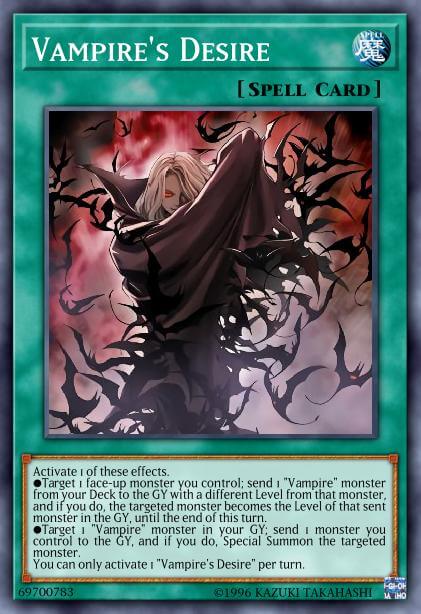 VAMPIRE'S DESIRE
SPELL
魔
[SPELL CARD]
Activate 1 of these effects.
●Target 1 face-up monster you control; send 1 "Vampire" monster
from your Deck to the GY with a different Level from that monster,
and if you do, the targeted monster becomes the Level of that sent
monster in the GY, until the end of this turn.
●Target 1 "Vampire" monster in your GY; send 1 monster you
control to the GY, and if you do, Special Summon the targeted
monster.
You can only activate 1 "Vampire's Desire" per turn.
69700783
©1996 KAZUKI TAKAHASHI